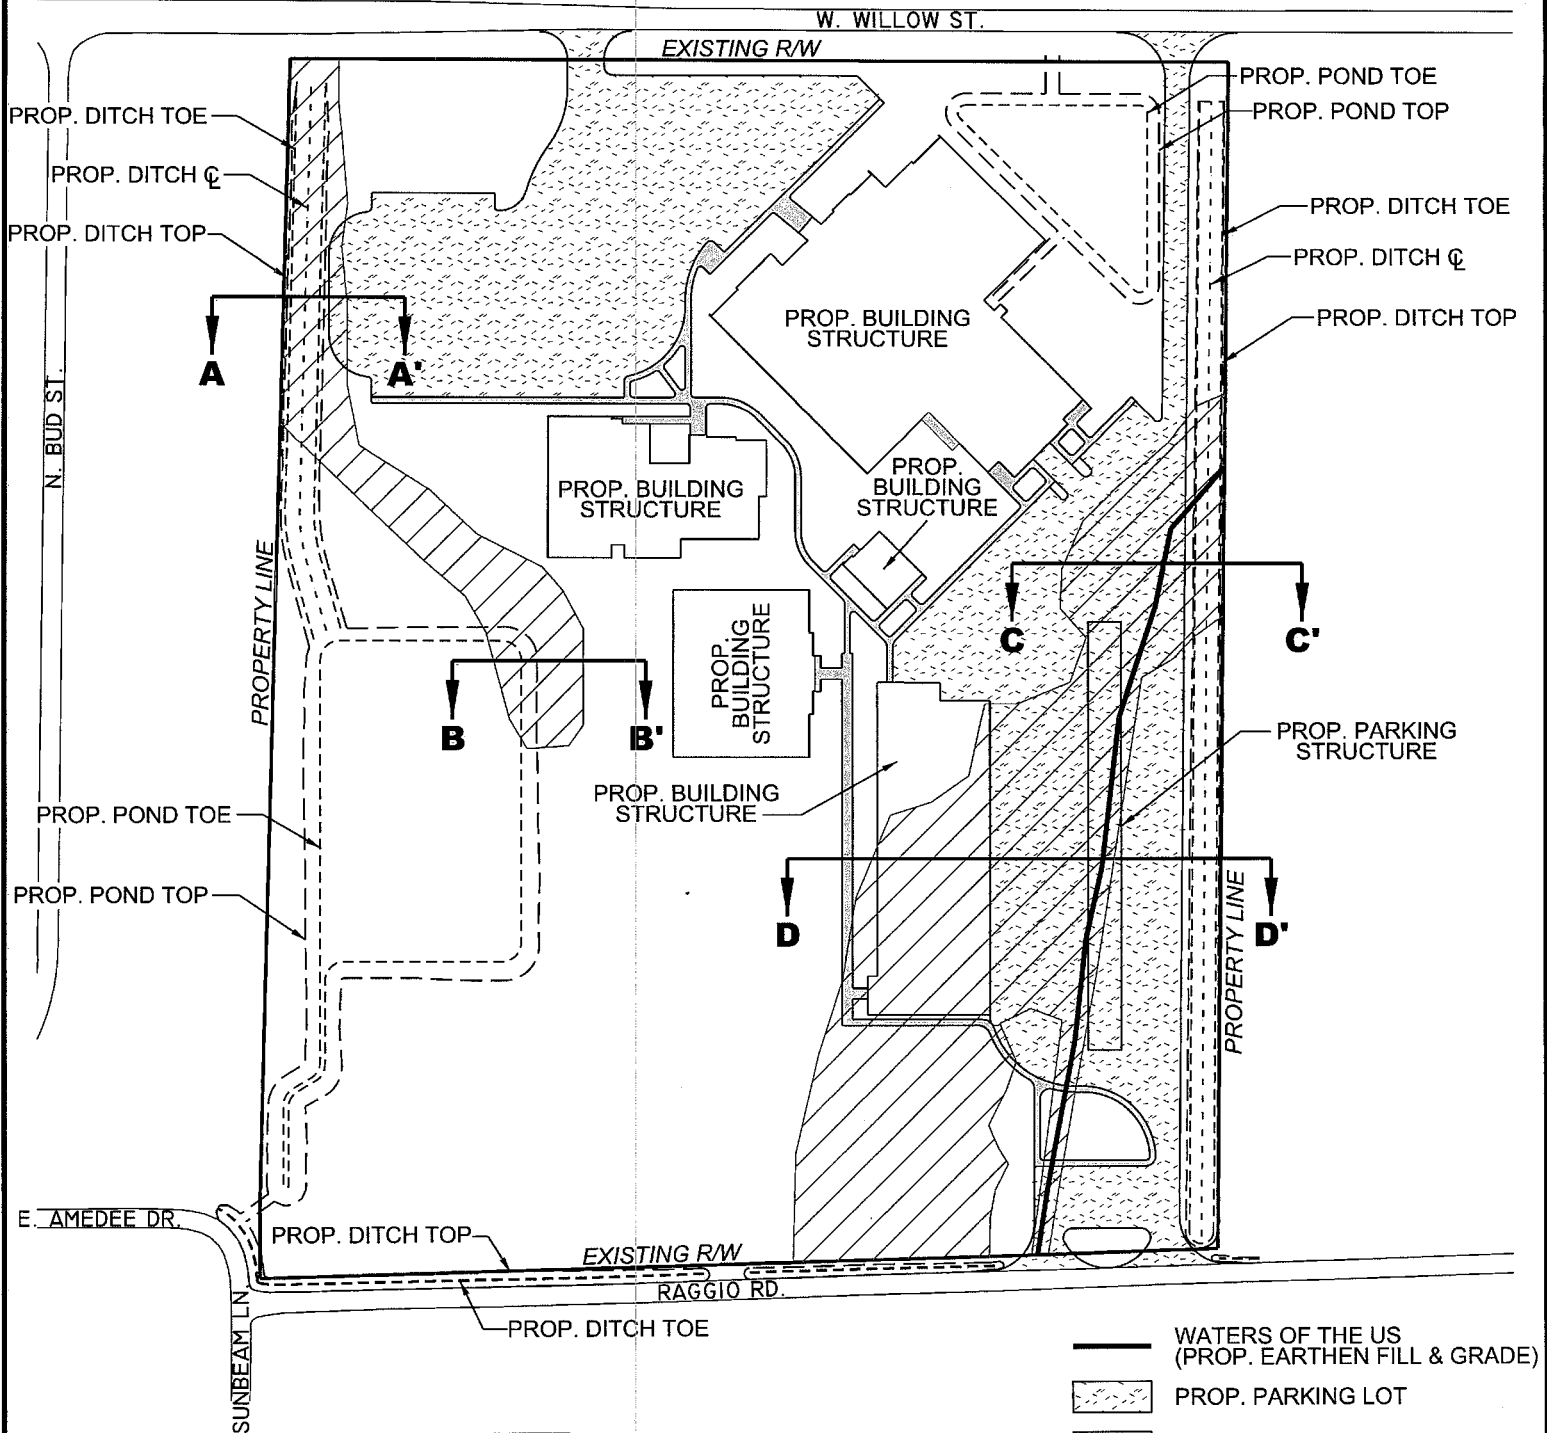 W. WILLOW ST.
EXISTING R/W
PROP. POND TOE
PROP. POND TOP
PROP. DITCH TOE
PROP. DITCH ℄
PROP. DITCH TOP
PROP. DITCH TOE
PROP. DITCH ℄
PROP. DITCH TOP
A
A'
N. BUD ST.
PROP. BUILDING
STRUCTURE
PROP. BUILDING
STRUCTURE
PROP.
BUILDING
STRUCTURE
PROPERTY LINE
PROP.
BUILDING
STRUCTURE
C
C'
B
B'
PROP. PARKING
STRUCTURE
PROP. BUILDING
STRUCTURE
PROP. POND TOE
PROP. POND TOP
D
D'
PROPERTY LINE
E. AMEDEE DR.
PROP. DITCH TOP
EXISTING R/W
RAGGIO RD.
PROP. DITCH TOE
SUNBEAM LN.
WATERS OF THE US
(PROP. EARTHEN FILL & GRADE)
PROP. PARKING LOT